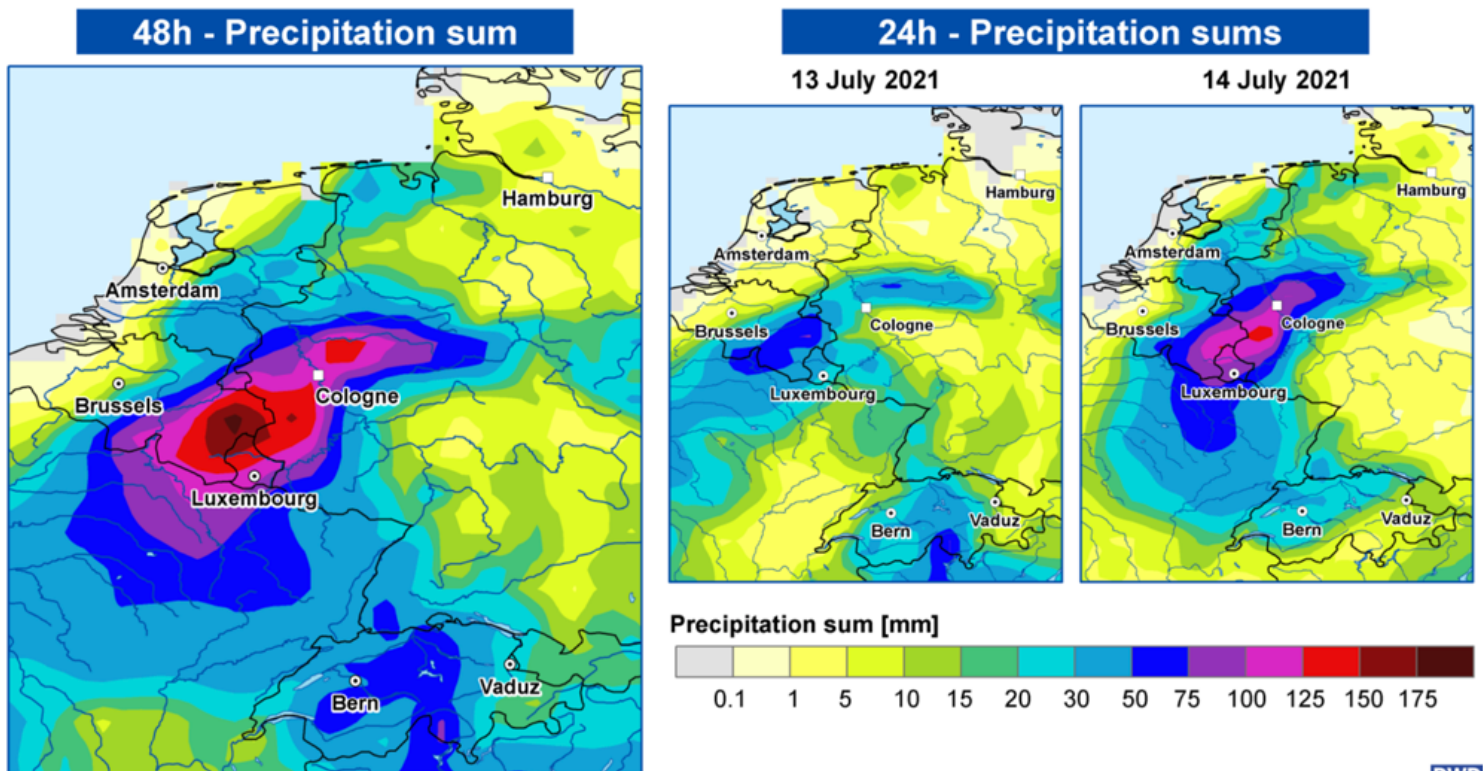 48h - Precipitation sum
Hamburg
Amsterdam
Brussels
Cologne
Luxembourg
Bern
Vaduz
24h - Precipitation sums
13 July 2021
Hamburg
Amsterdam
Brussels
Cologne
Luxembourg
Bern
Vaduz
14 July 2021
Hamburg
Amsterdam
Brussels
Cologne
Luxembourg
Bern
Vaduz
Precipitation sum [mm]
0.1 1 5 10 15 20 30 50 75 100 125 150 175